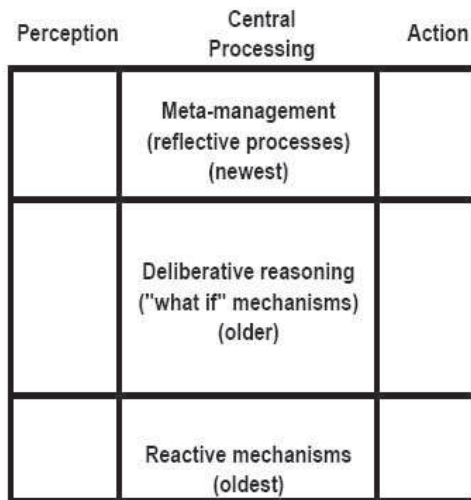 Perception
Central
Processing
Action
Meta-management
(reflective processes)
(newest)
Deliberative reasoning
("what if" mechanisms)
(older)
Reactive mechanisms
(oldest)